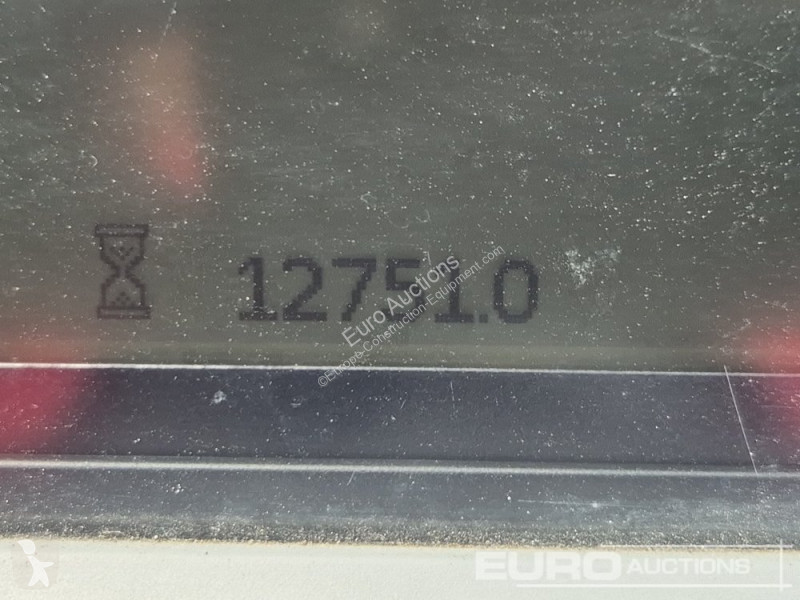 12751.0
Euro Auctions
©Europe-Construction-Equipment.com
EURO AUCTIONS